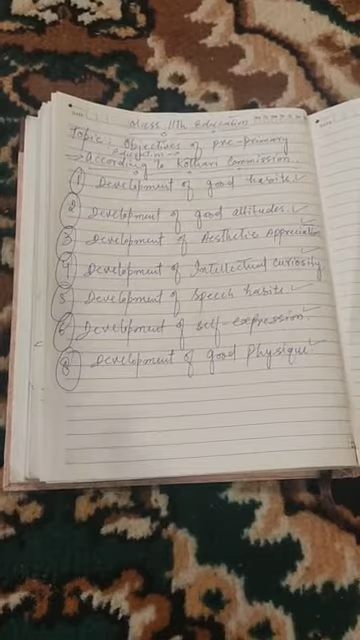 Class 11th Education
Topic:- Objectives of pre-primary
Education
→ According to Kothari Commission.
① Development of good habits ✓
② Development of good attitudes. ✓
③ Development of Aesthetic Appreciation ✓
④ Development of Intellectual curiosity ✓
⑤ Development of speech habits ✓
⑥ Development of self-expression. ✓
⑧ Development of good Physique ✓